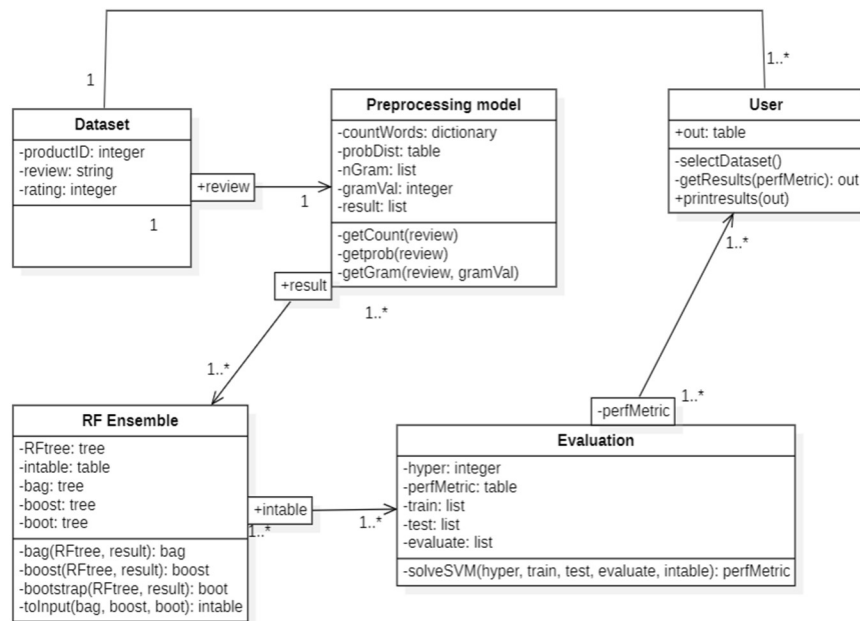 1
1..*
Dataset
-productID: integer
-review: string
-rating: integer
1
+review
1
Preprocessing model
-countWords: dictionary
-probDist: table
-nGram: list
-gramVal: integer
-result: list
-getCount(review)
-getprob(review)
-getGram(review, gramVal)
User
+out: table
-selectDataset()
-getResults(perfMetric): out
+printresults(out)
1..*
+result
1..*
1..*
RF Ensemble
-RFtree: tree
-intable: table
-bag: tree
-boost: tree
-boot: tree
-bag(RFtree, result): bag
-boost(RFtree, result): boost
-bootstrap(RFtree, result): boot
-toInput(bag, boost, boot): intable
+intable
1..*
1..*
-perfMetric
1..*
Evaluation
-hyper: integer
-perfMetric: table
-train: list
-test: list
-evaluate: list
-solveSVM(hyper, train, test, evaluate, intable): perfMetric